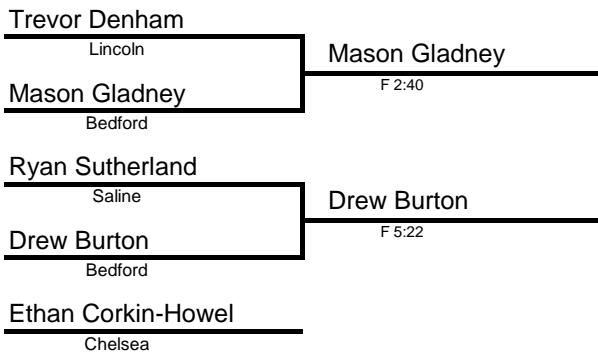 Trevor Denham
Lincoln
Mason Gladney
F 2:40
Mason Gladney
Bedford
Ryan Sutherland
Saline
Drew Burton
F 5:22
Drew Burton
Bedford
Ethan Corkin-Howel
Chelsea